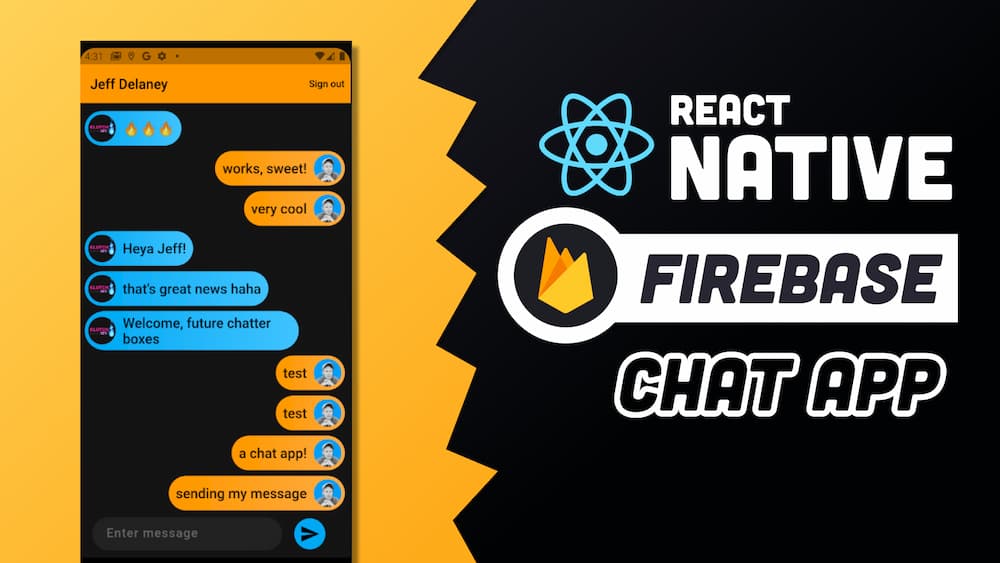 4:31
Jeff Delaney
Sign out
🔥🔥🔥
works, sweet!
very cool
Heya Jeff!
that's great news haha
Welcome, future chatter
boxes
test
test
a chat app!
sending my message
Enter message
REACT
NATIVE
FIREBASE
CHAT APP